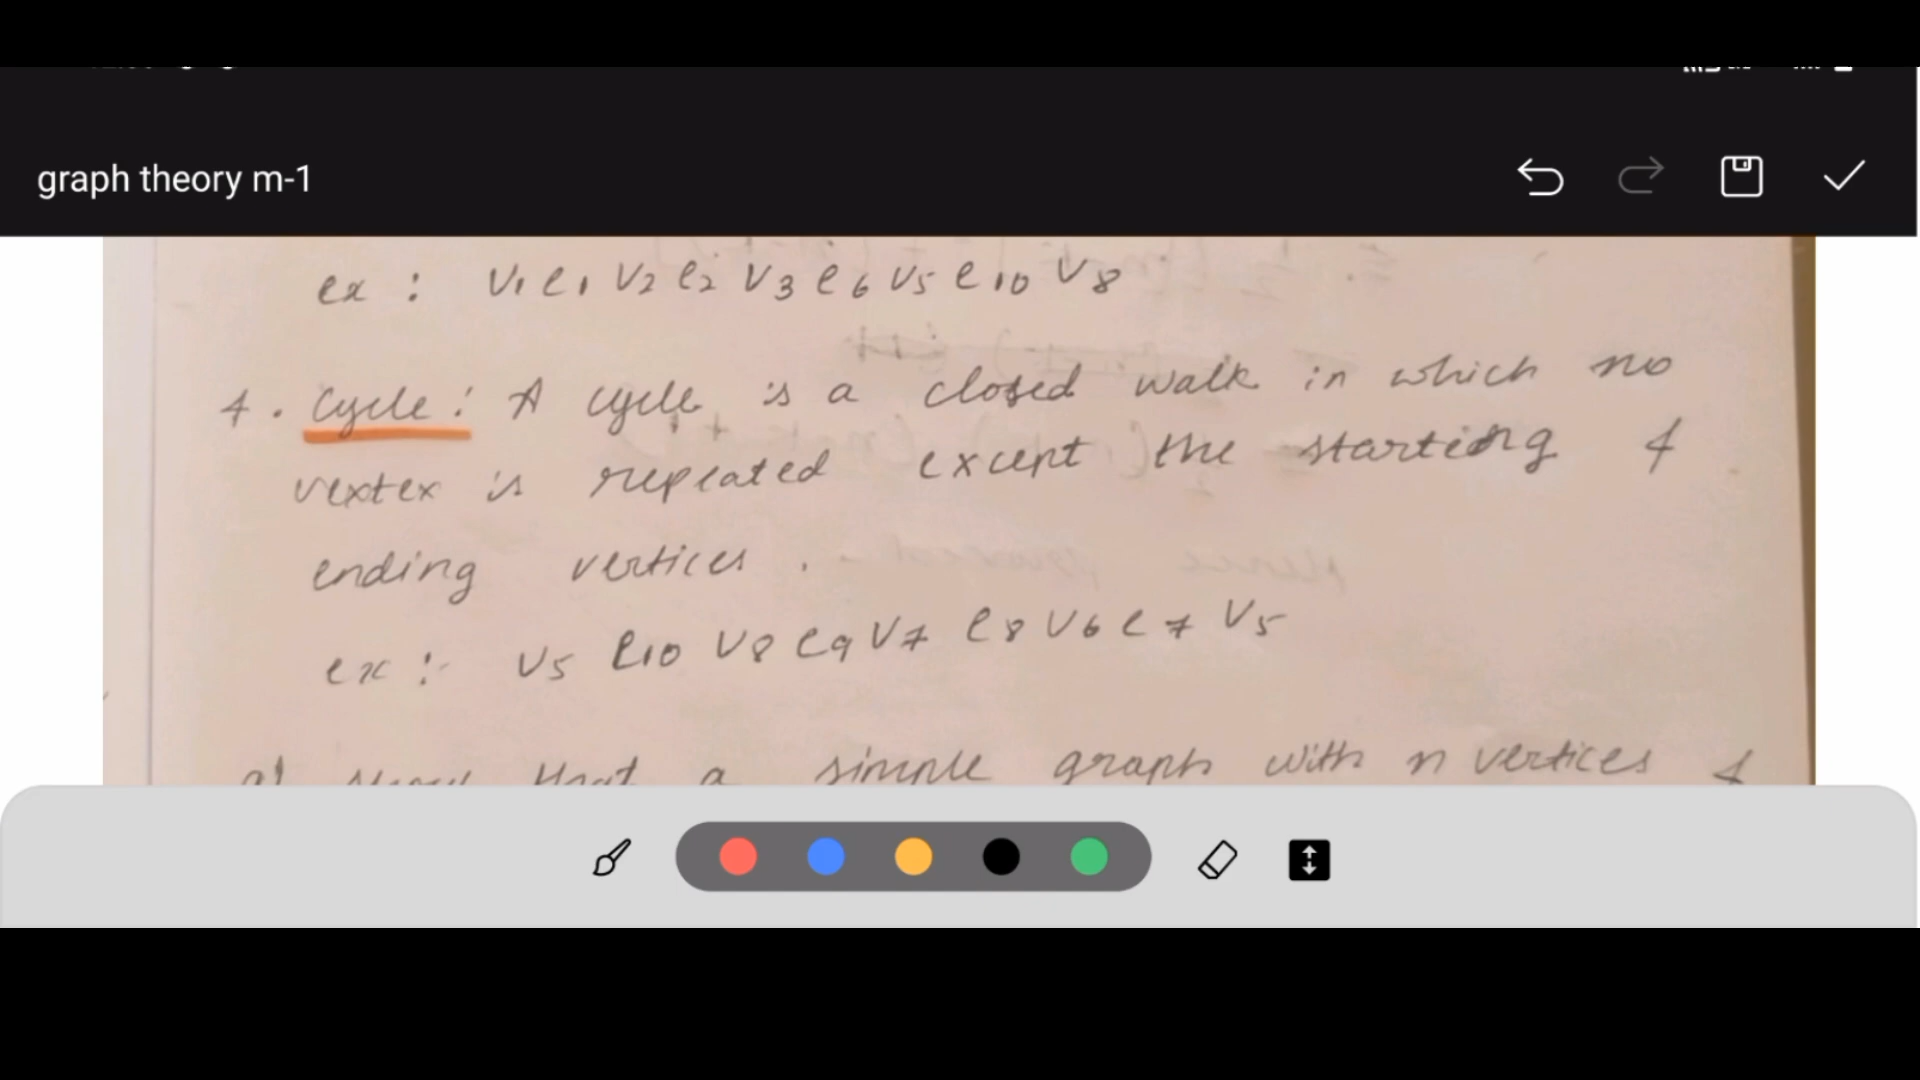 graph theory m-1
ex : V1 e1 V2 e2 V3 e6 V5 e10 V8
4. Cycle : A cycle is a closed walk in which no
vertex is repeated except the starting &
ending vertices .
ex :- V5 e10 V8 e9 V7 e8 V6 e7 V5
that a simple graph with n vertices &